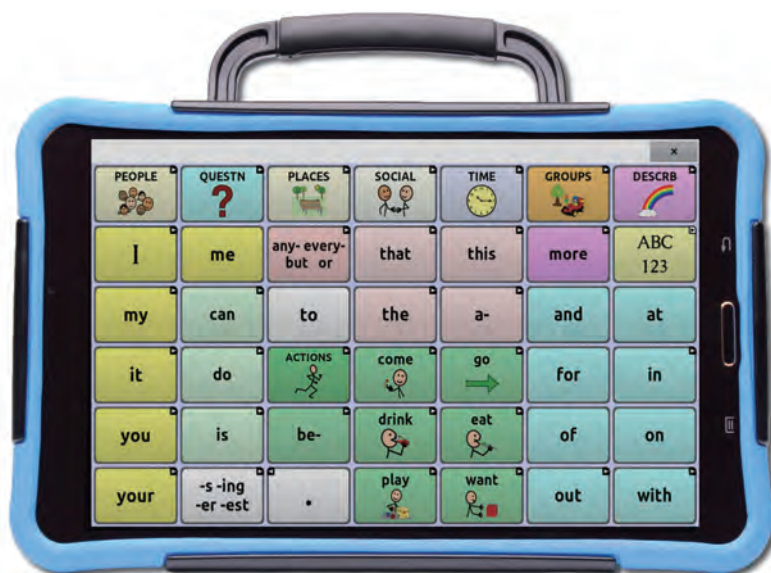 ×
PEOPLE QUESTN PLACES SOCIAL TIME GROUPS DESCRB
?
I me any- every- that this more ABC
but or 123
my can to the a- and at
it do ACTIONS come go for in
you is be- drink eat of on
your -s -ing . play want out with
-er -est